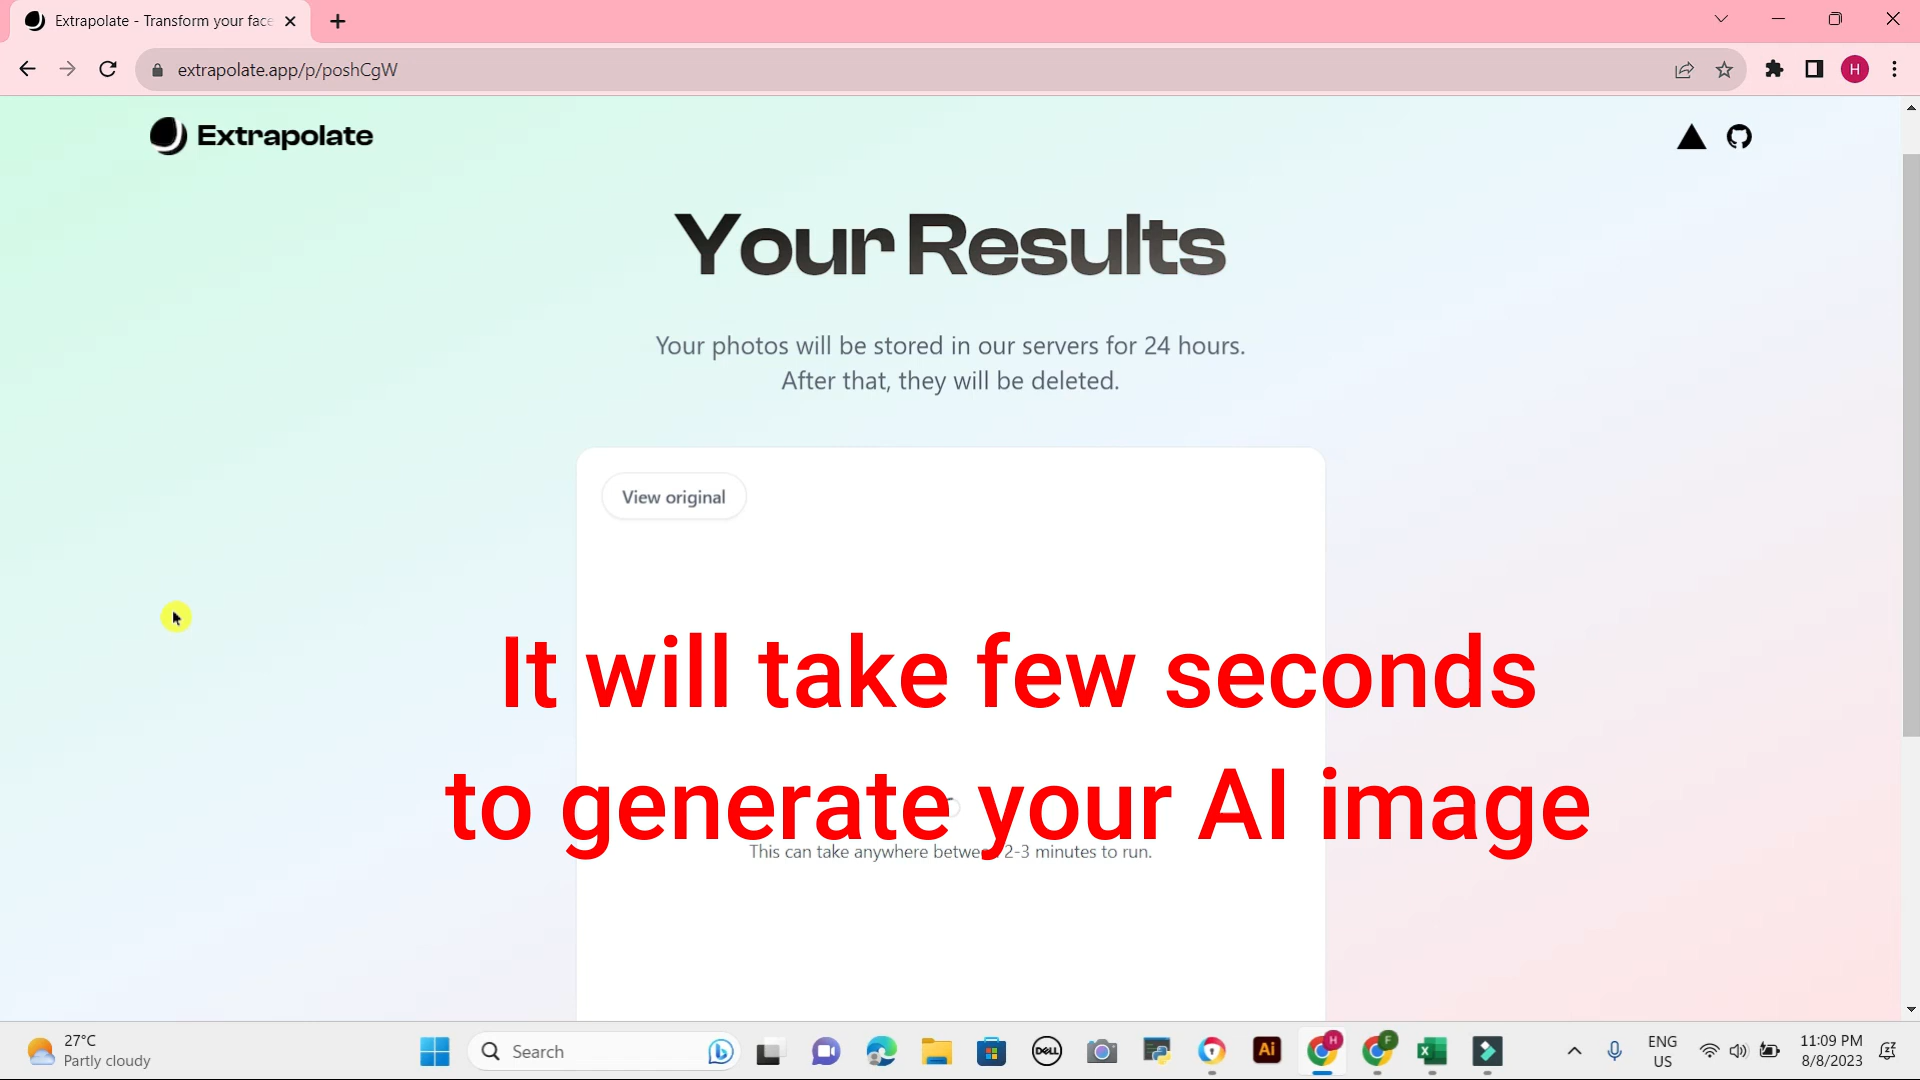 Extrapolate - Transform your face
extrapolate.app/p/poshCgW
H
Extrapolate
Your Results
Your photos will be stored in our servers for 24 hours.
After that, they will be deleted.
View original
It will take few seconds
to generate your AI image
This can take anywhere between 2-3 minutes to run.
27°C
Partly cloudy
Search
DELL
Ai
H
F
ENG
US
11:09 PM
8/8/2023